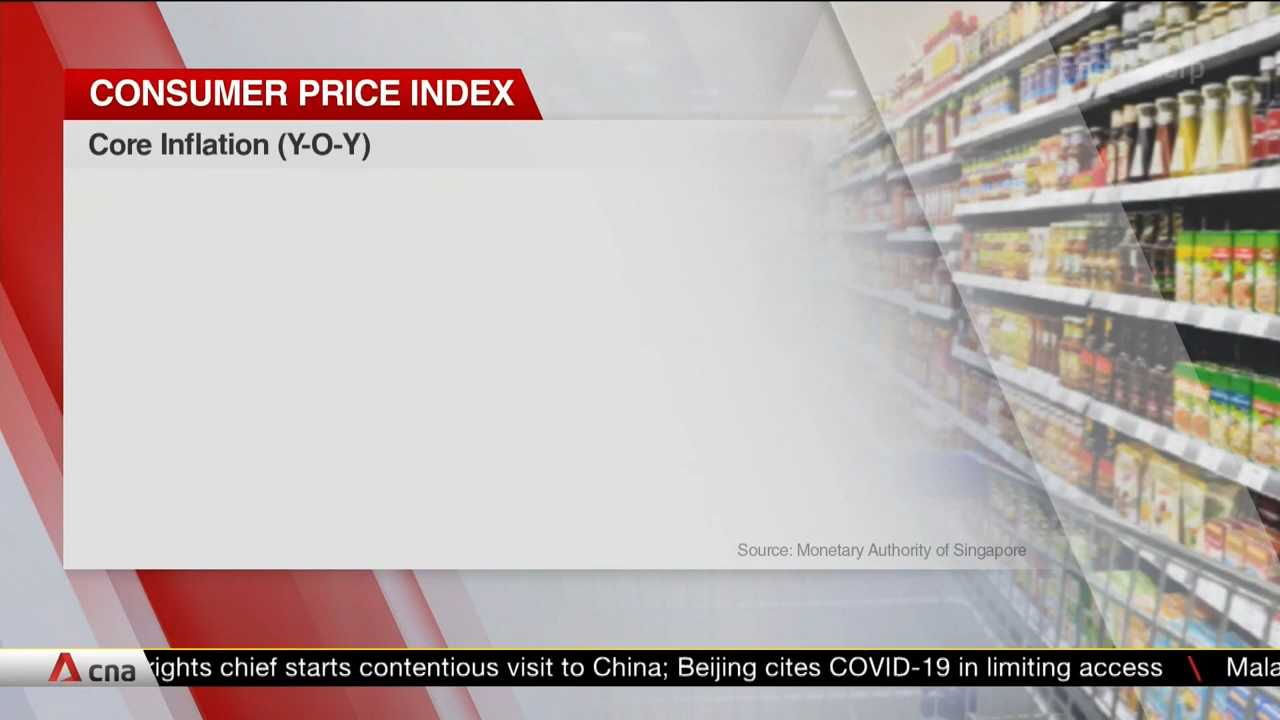 CONSUMER PRICE INDEX
Core Inflation (Y-O-Y)
Source: Monetary Authority of Singapore
cna
rights chief starts contentious visit to China; Beijing cites COVID-19 in limiting access \ Mala